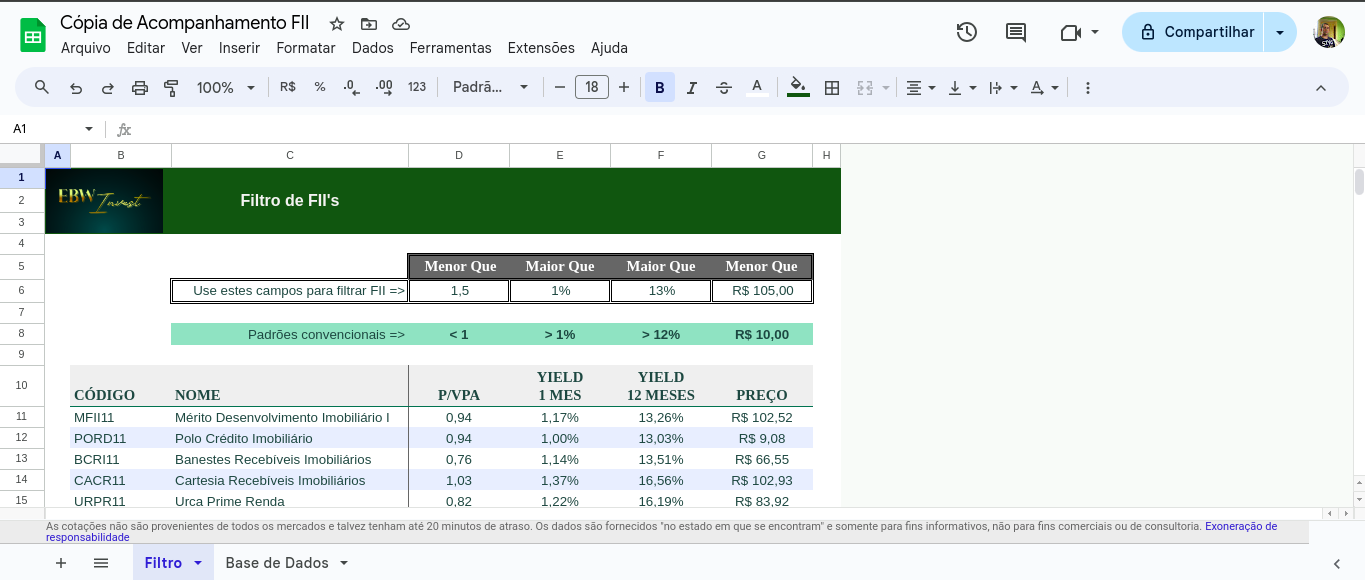 Cópia de Acompanhamento FII
Arquivo Editar Ver Inserir Formatar Dados Ferramentas Extensões Ajuda
Compartilhar
100% R$ % .0 .00 123 Padrã... 18 B I A A
A1 fx
A B C D E F G H
1
EBW Invest
2 Filtro de FII's
3
4
5 Menor Que Maior Que Maior Que Menor Que
6 Use estes campos para filtrar FII => 1,5 1% 13% R$ 105,00
7
8 Padrões convencionais => < 1 > 1% > 12% R$ 10,00
9
YIELD YIELD
10 CÓDIGO NOME P/VPA 1 MES 12 MESES PREÇO
11 MFII11 Mérito Desenvolvimento Imobiliário I 0,94 1,17% 13,26% R$ 102,52
12 PORD11 Polo Crédito Imobiliário 0,94 1,00% 13,03% R$ 9,08
13 BCRI11 Banestes Recebíveis Imobiliários 0,76 1,14% 13,51% R$ 66,55
14 CACR11 Cartesia Recebíveis Imobiliários 1,03 1,37% 16,56% R$ 102,93
15 URPR11 Urca Prime Renda 0,82 1,22% 16,19% R$ 83,92
As cotações não são provenientes de todos os mercados e talvez tenham até 20 minutos de atraso. Os dados são fornecidos "no estado em que se encontram" e somente para fins informativos, não para fins comerciais ou de consultoria. Exoneração de
responsabilidade
Filtro Base de Dados